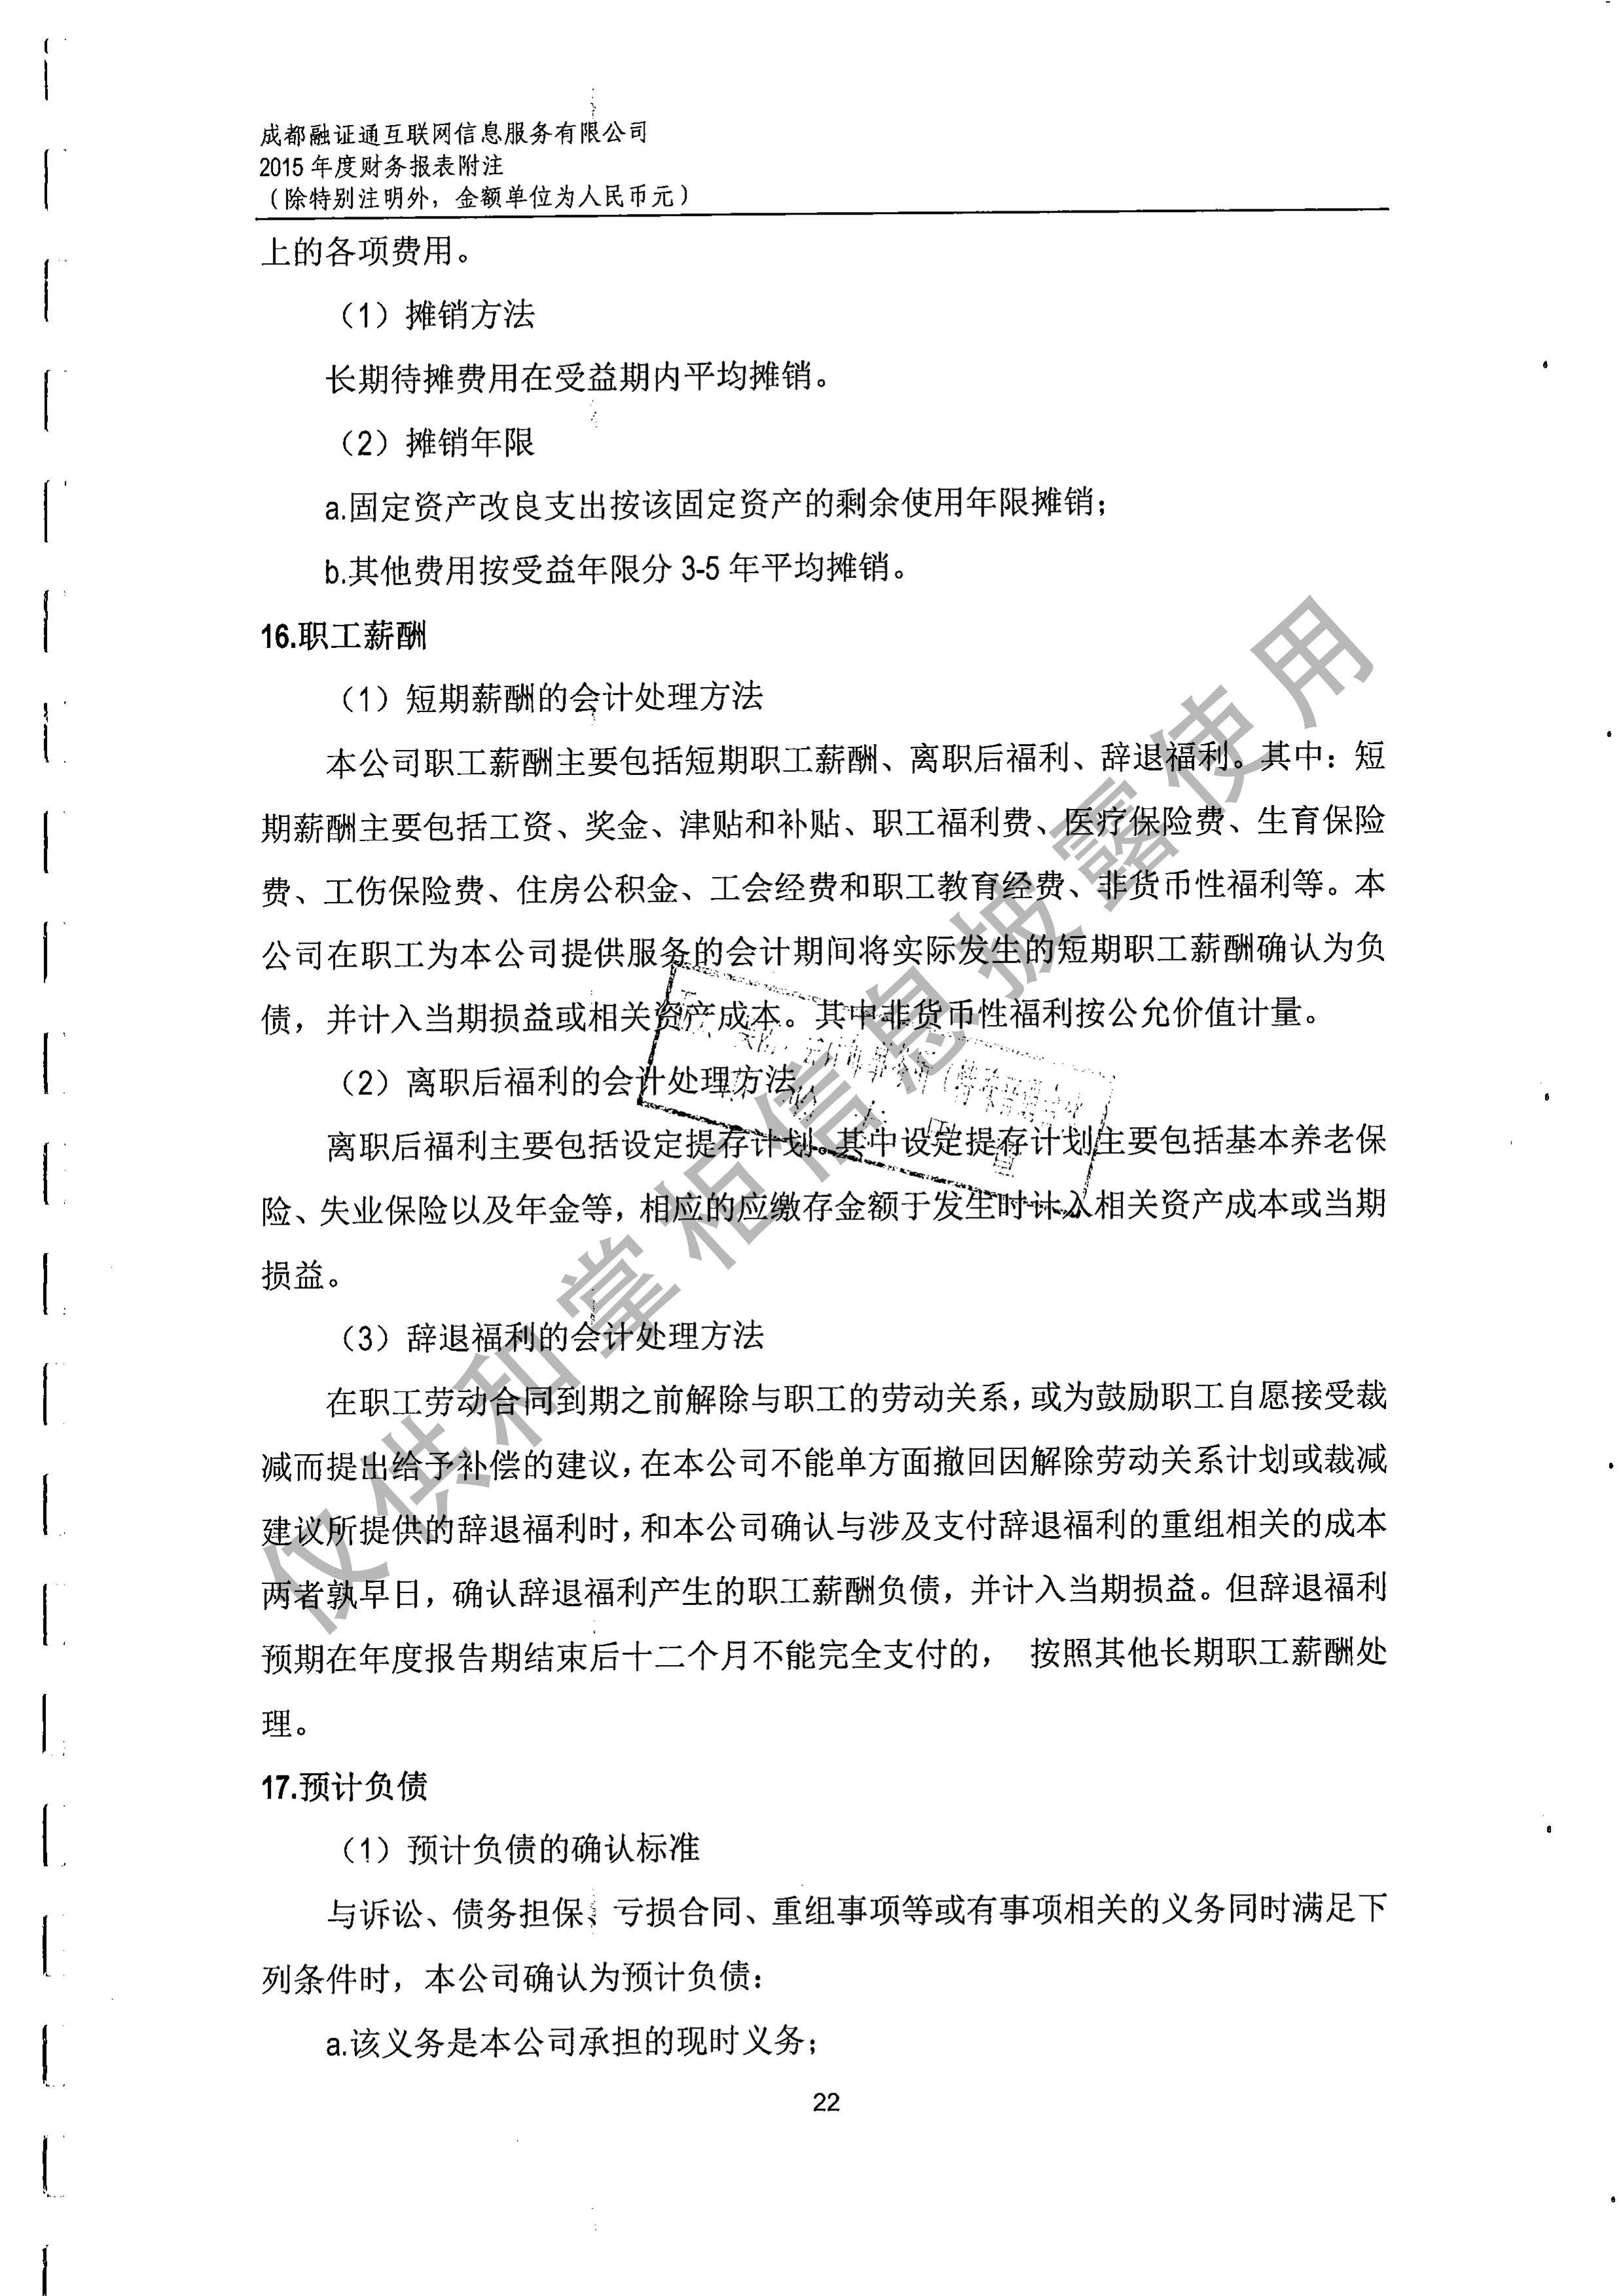 成都融证通互联网信息服务有限公司
2015 年度财务报表附注
（除特别注明外，金额单位为人民币元）
上的各项费用。
（1）摊销方法
长期待摊费用在受益期内平均摊销。
（2）摊销年限
a.固定资产改良支出按该固定资产的剩余使用年限摊销；
b.其他费用按受益年限分 3-5 年平均摊销。
16.职工薪酬
（1）短期薪酬的会计处理方法
本公司职工薪酬主要包括短期职工薪酬、离职后福利、辞退福利。其中：短
期薪酬主要包括工资、奖金、津贴和补贴、职工福利费、医疗保险费、生育保险
费、工伤保险费、住房公积金、工会经费和职工教育经费、非货币性福利等。本
公司在职工为本公司提供服务的会计期间将实际发生的短期职工薪酬确认为负
债，并计入当期损益或相关资产成本。其中非货币性福利按公允价值计量。
（2）离职后福利的会计处理方法
离职后福利主要包括设定提存计划。其中设定提存计划主要包括基本养老保
险、失业保险以及年金等，相应的应缴存金额于发生时计入相关资产成本或当期
损益。
（3）辞退福利的会计处理方法
在职工劳动合同到期之前解除与职工的劳动关系，或为鼓励职工自愿接受裁
减而提出给予补偿的建议，在本公司不能单方面撤回因解除劳动关系计划或裁减
建议所提供的辞退福利时，和本公司确认与涉及支付辞退福利的重组相关的成本
两者孰早日，确认辞退福利产生的职工薪酬负债，并计入当期损益。但辞退福利
预期在年度报告期结束后十二个月不能完全支付的， 按照其他长期职工薪酬处
理。
17.预计负债
（1）预计负债的确认标准
与诉讼、债务担保、亏损合同、重组事项等或有事项相关的义务同时满足下
列条件时，本公司确认为预计负债：
a.该义务是本公司承担的现时义务；
22
仅供和掌柜信息披露使用